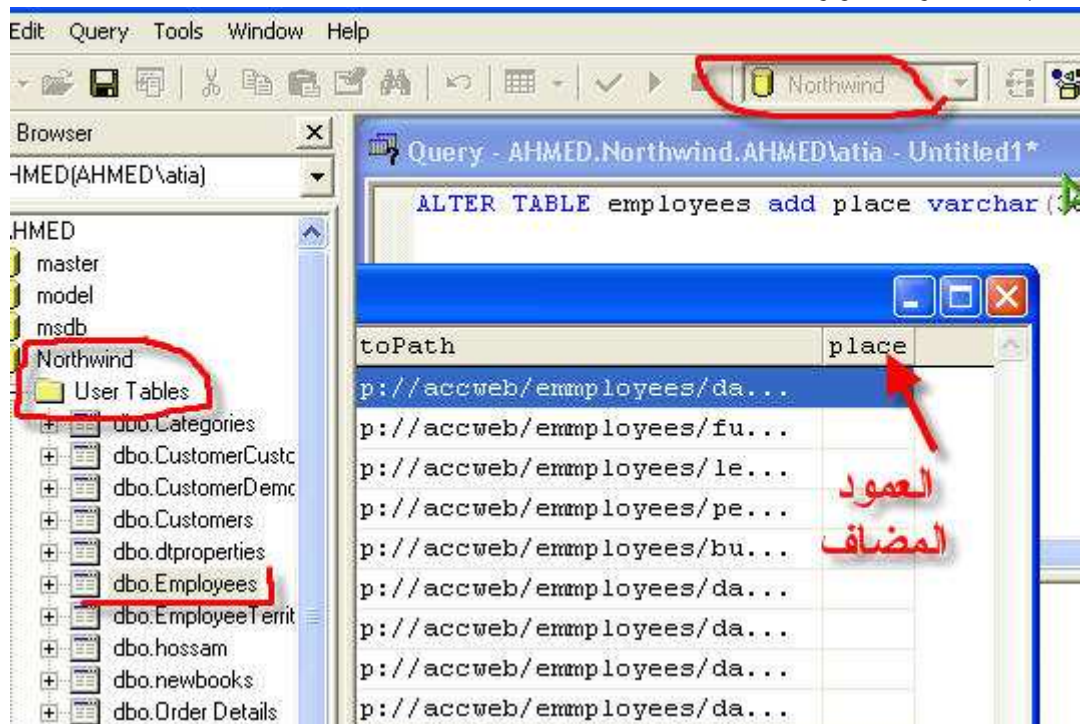 Edit Query Tools Window Help
Northwind
Browser
HMED(AHMED\atia)
HMED
master
model
msdb
Northwind
User Tables
dbo.Categories
dbo.CustomerCustc
dbo.CustomerDemc
dbo.Customers
dbo.dtproperties
dbo.Employees
dbo.EmployeeTerrit
dbo.hossam
dbo.newbooks
dbo.Order Details
Query - AHMED.Northwind.AHMED\atia - Untitled1*
ALTER TABLE employees add place varchar(
toPath place
p://accweb/emmployees/da...
p://accweb/emmployees/fu...
p://accweb/emmployees/le...
p://accweb/emmployees/pe...
p://accweb/emmployees/bu...
p://accweb/emmployees/da...
p://accweb/emmployees/da...
p://accweb/emmployees/da...
p://accweb/emmployees/da...
العمود
المضاف